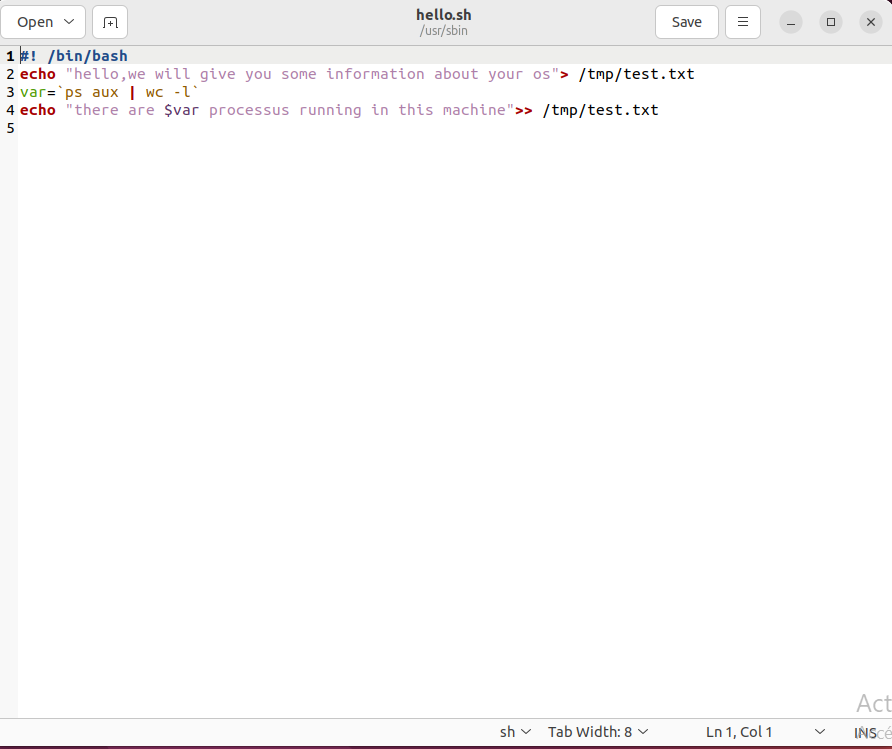 Open
hello.sh
/usr/sbin
Save
1 #! /bin/bash
2 echo "hello,we will give you some information about your os"> /tmp/test.txt
3 var=`ps aux | wc -l`
4 echo "there are $var processus running in this machine">> /tmp/test.txt
5
Act
sh
Tab Width: 8
Ln 1, Col 1
INS